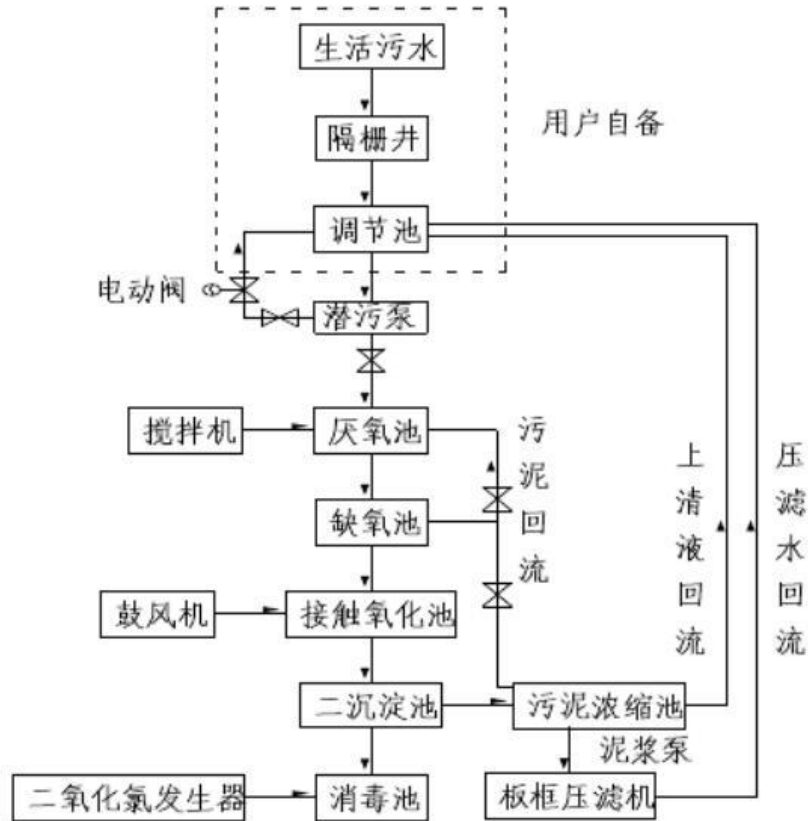 生活污水
隔栅井
用户自备
调节池
电动阀
潜污泵
搅拌机
厌氧池
污泥回流
上清液回流
压滤水回流
缺氧池
鼓风机
接触氧化池
二沉淀池
污泥浓缩池
泥浆泵
二氧化氯发生器
消毒池
板框压滤机